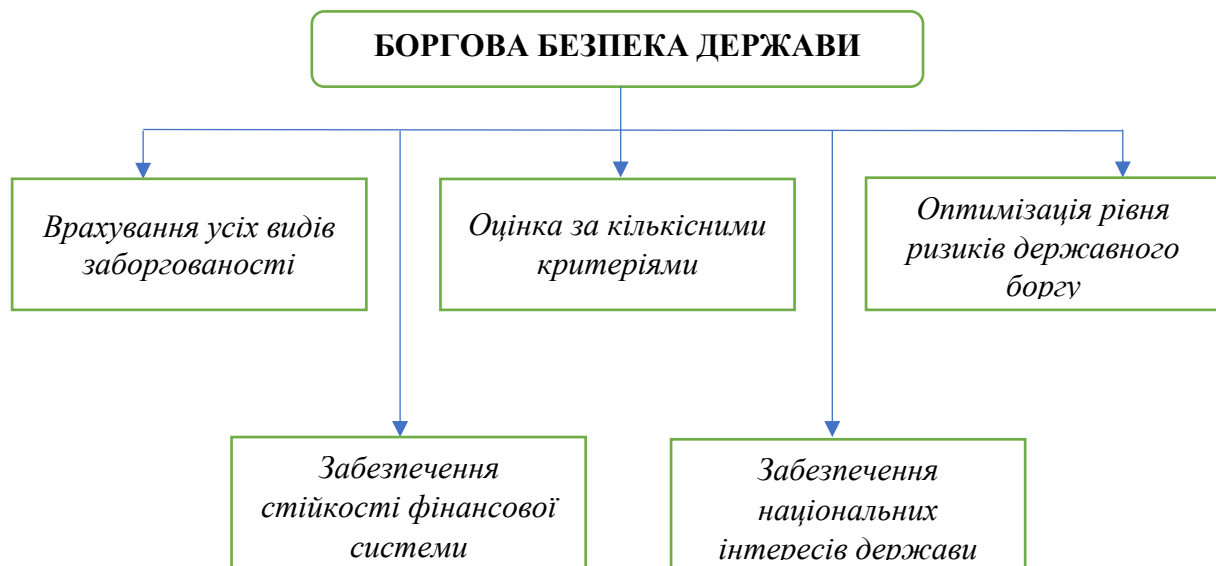 БОРГОВА БЕЗПЕКА ДЕРЖАВИ
Врахування усіх видів
заборгованості
Оцінка за кількісними
критеріями
Оптимізація рівня
ризиків державного
боргу
Забезпечення
стійкості фінансової
системи
Забезпечення
національних
інтересів держави